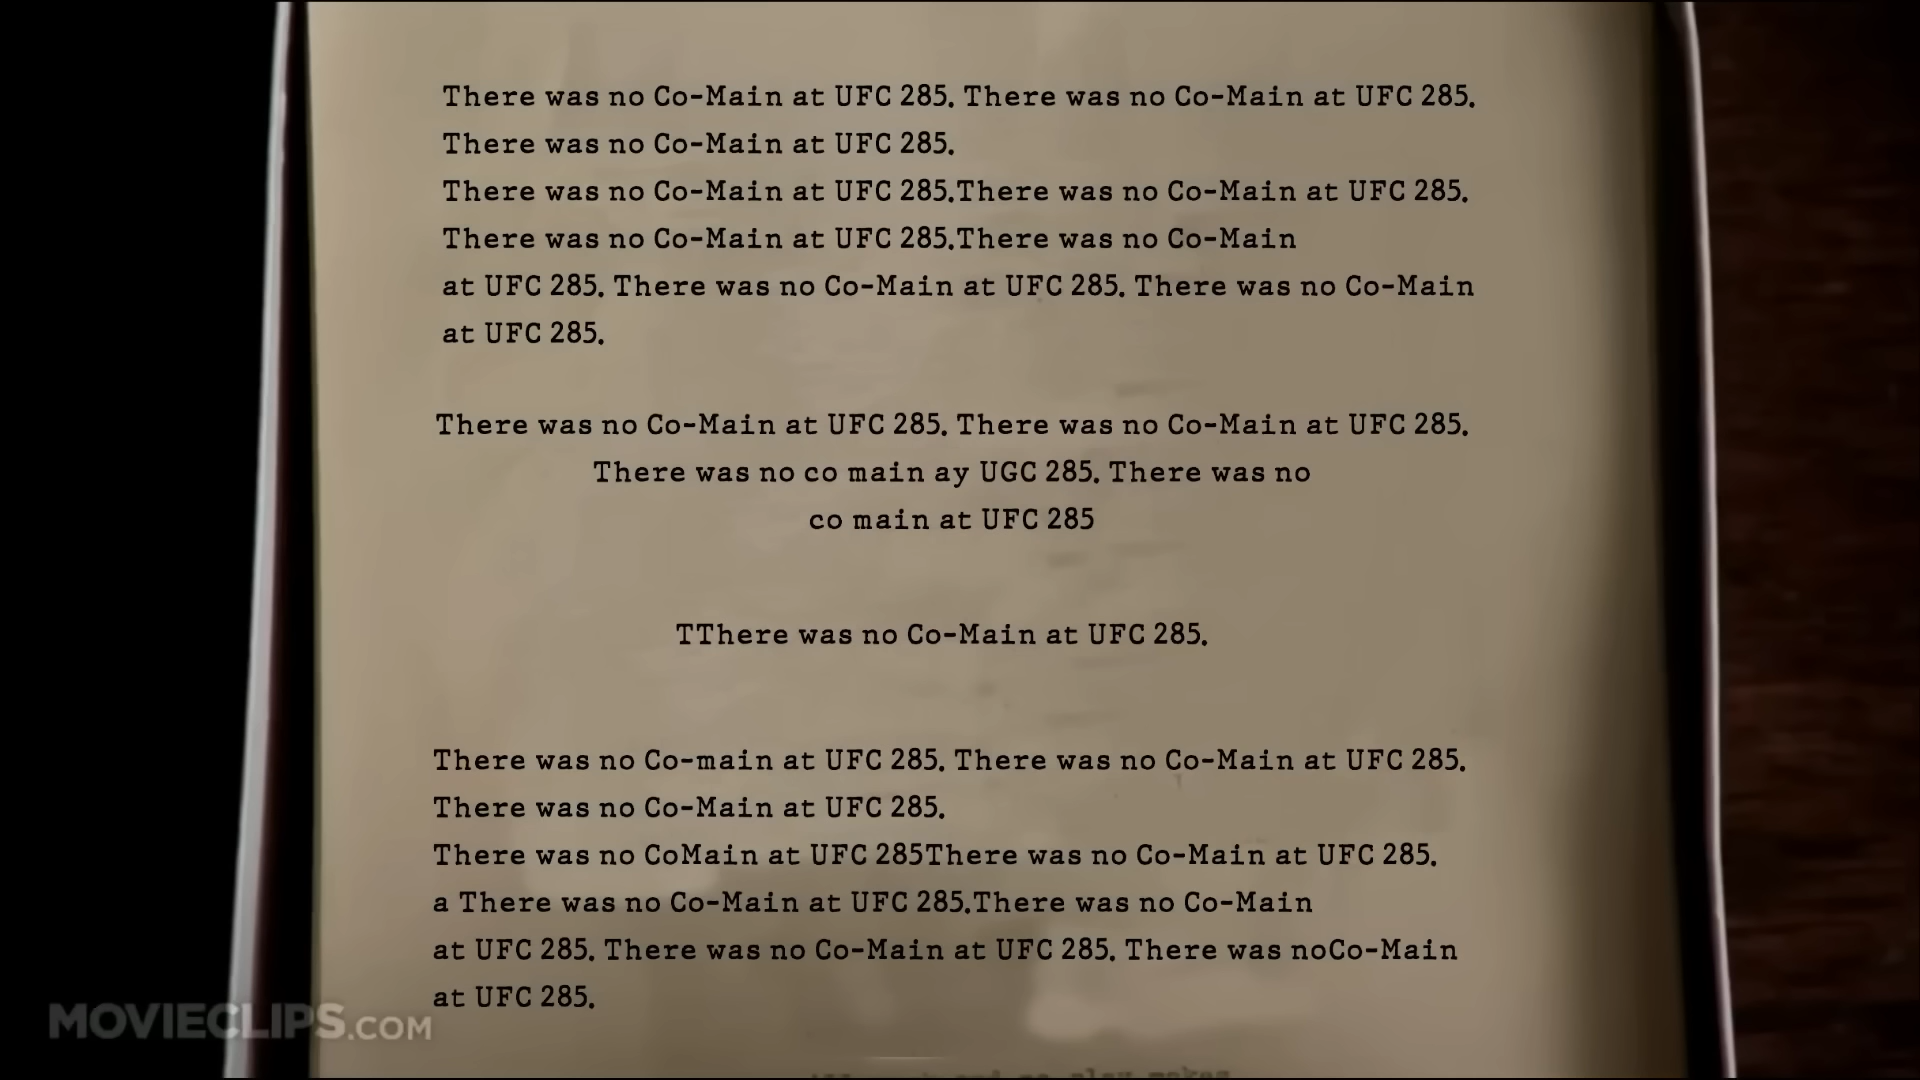 There was no Co-Main at UFC 285. There was no Co-Main at UFC 285.
There was no Co-Main at UFC 285.
There was no Co-Main at UFC 285.There was no Co-Main at UFC 285.
There was no Co-Main at UFC 285.There was no Co-Main
at UFC 285. There was no Co-Main at UFC 285. There was no Co-Main
at UFC 285.
There was no Co-Main at UFC 285. There was no Co-Main at UFC 285.
There was no co main ay UGC 285. There was no
co main at UFC 285
TThere was no Co-Main at UFC 285.
There was no Co-main at UFC 285. There was no Co-Main at UFC 285.
There was no Co-Main at UFC 285.
There was no CoMain at UFC 285There was no Co-Main at UFC 285.
a There was no Co-Main at UFC 285.There was no Co-Main
at UFC 285. There was no Co-Main at UFC 285. There was noCo-Main
at UFC 285.
MOVIECLIPS.COM